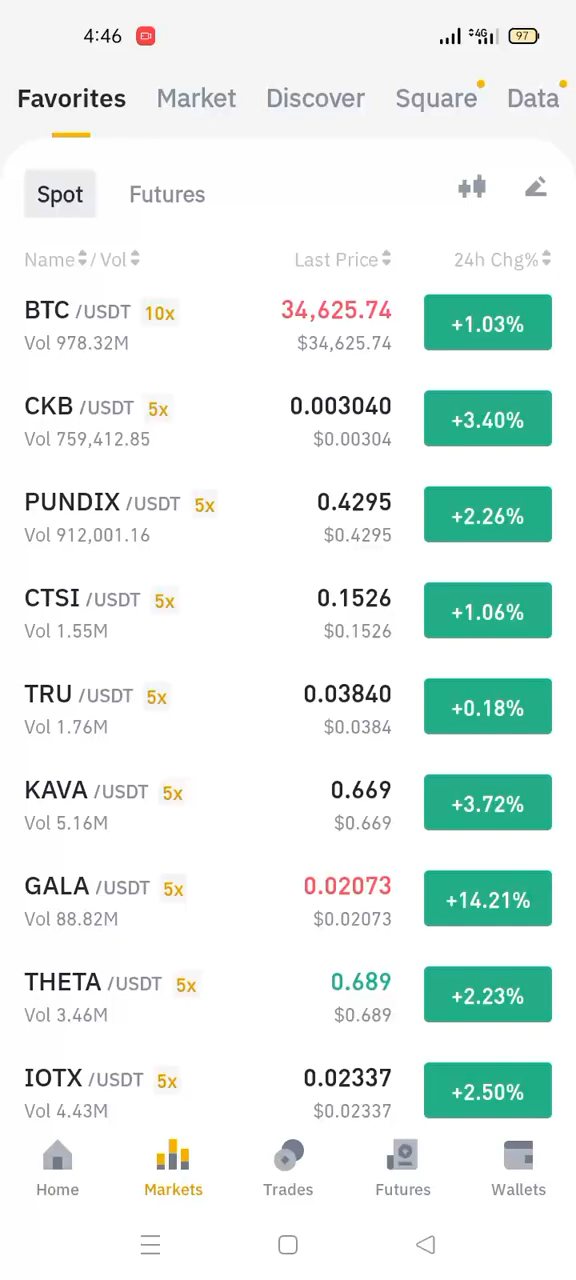 4:46 4G 97
Favorites Market Discover Square Data
Spot Futures
Name / Vol Last Price 24h Chg%
BTC /USDT 10x 34,625.74 +1.03%
Vol 978.32M $34,625.74
CKB /USDT 5x 0.003040 +3.40%
Vol 759,412.85 $0.00304
PUNDIX /USDT 5x 0.4295 +2.26%
Vol 912,001.16 $0.4295
CTSI /USDT 5x 0.1526 +1.06%
Vol 1.55M $0.1526
TRU /USDT 5x 0.03840 +0.18%
Vol 1.76M $0.0384
KAVA /USDT 5x 0.669 +3.72%
Vol 5.16M $0.669
GALA /USDT 5x 0.02073 +14.21%
Vol 88.82M $0.02073
THETA /USDT 5x 0.689 +2.23%
Vol 3.46M $0.689
IOTX /USDT 5x 0.02337 +2.50%
Vol 4.43M $0.02337
Home Markets Trades Futures Wallets